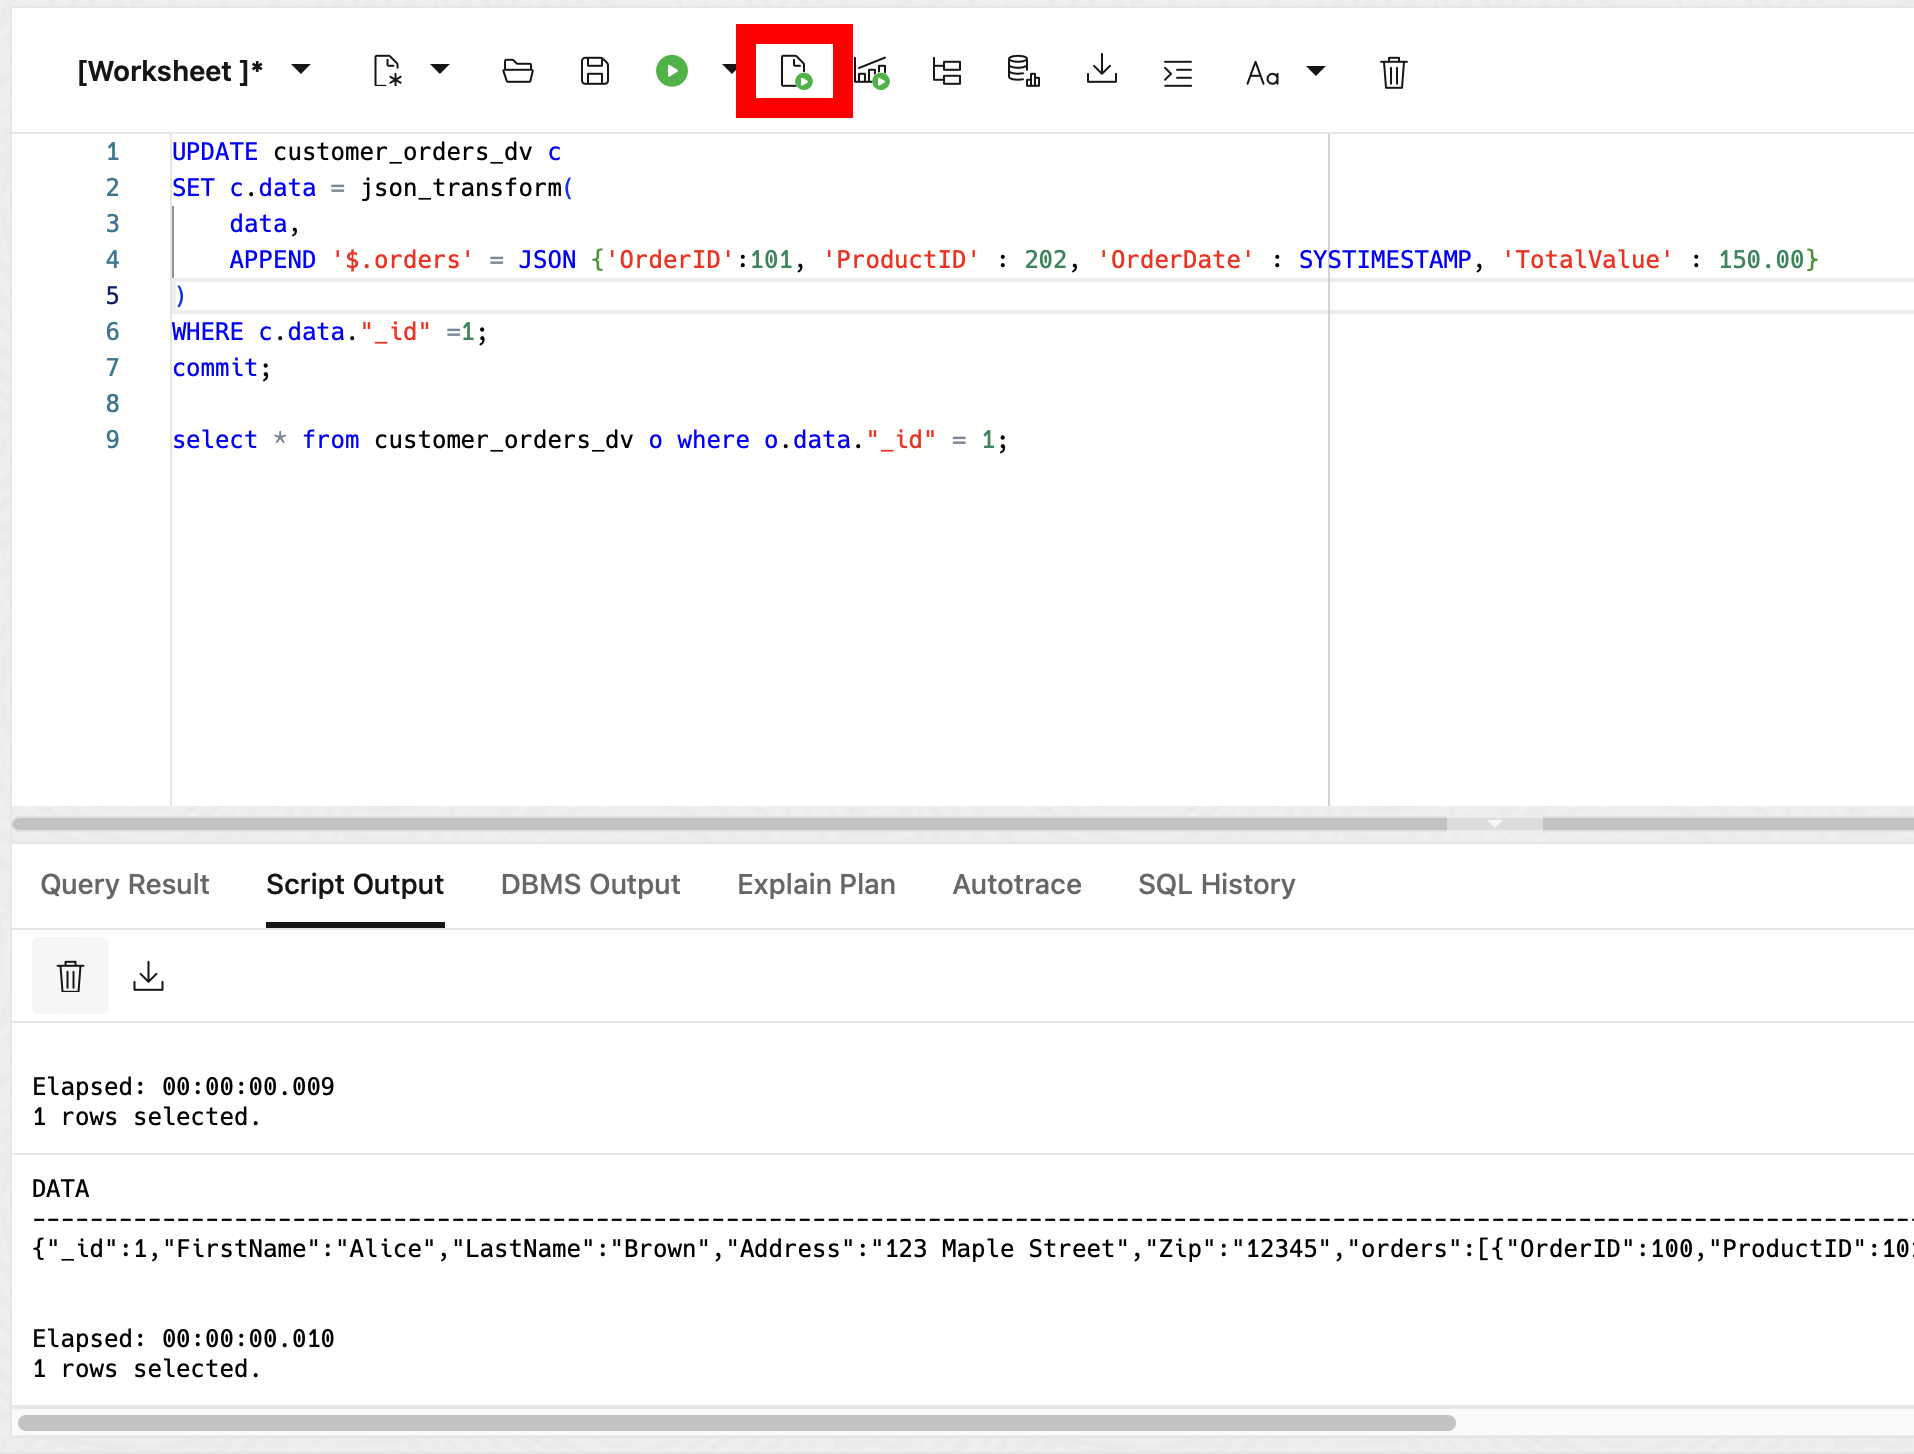 [Worksheet ]*
Aa
1 UPDATE customer_orders_dv c
2 SET c.data = json_transform(
3     data,
4     APPEND '$.orders' = JSON {'OrderID':101, 'ProductID' : 202, 'OrderDate' : SYSTIMESTAMP, 'TotalValue' : 150.00}
5 )
6 WHERE c.data."_id" =1;
7 commit;
8
9 select * from customer_orders_dv o where o.data."_id" = 1;
Query Result Script Output DBMS Output Explain Plan Autotrace SQL History
Elapsed: 00:00:00.009
1 rows selected.
DATA
--------------------------------------------------------------------------------------------------------------------------------
{"_id":1,"FirstName":"Alice","LastName":"Brown","Address":"123 Maple Street","Zip":"12345","orders":[{"OrderID":100,"ProductID":10
Elapsed: 00:00:00.010
1 rows selected.